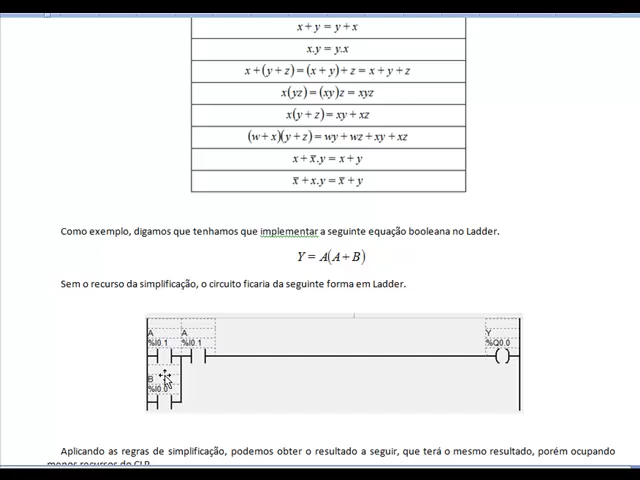 x + y = y + x
x.y = y.x
x + (y + z) = (x + y) + z = x + y + z
x(yz) = (xy)z = xyz
x(y + z) = xy + xz
(w + x)(y + z) = wy + wz + xy + xz
x + x̅.y = x + y
x̅ + x.y = x̅ + y
Como exemplo, digamos que tenhamos que implementar a seguinte equação booleana no Ladder.
Y = A(A + B)
Sem o recurso da simplificação, o circuito ficaria da seguinte forma em Ladder.
A A Y
%I0.1 %I0.1 %Q0.0
B
%I0.0
Aplicando as regras de simplificação, podemos obter o resultado a seguir, que terá o mesmo resultado, porém ocupando
menos recursos do CLP